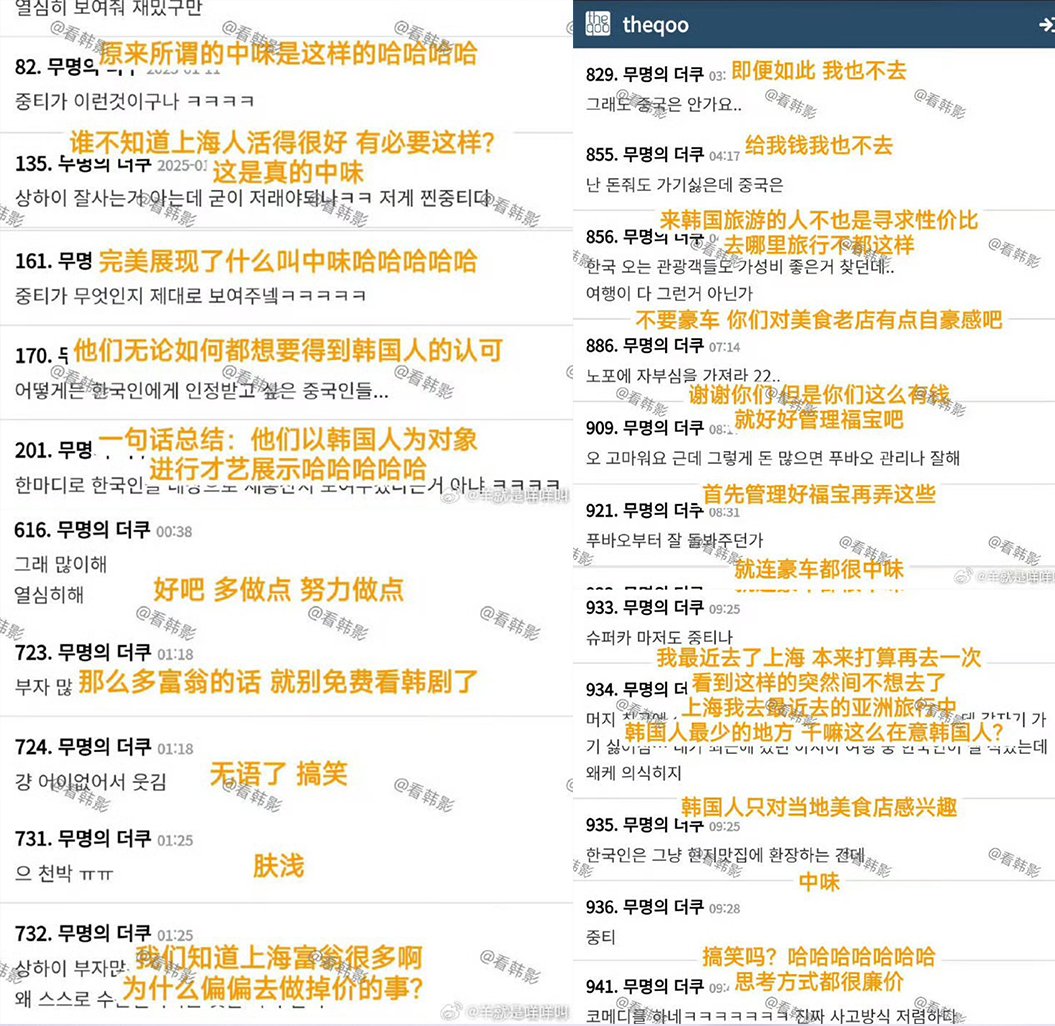 열심히 보여줘 재밌구만
原来所谓的中味是这样的哈哈哈哈
82. 무명의 더쿠 2025-01-11
중티가 이런것이구나 ㅋㅋㅋㅋ
谁不知道上海人活得很好 有必要这样?
这是真的中味
135. 무명의 더쿠 2025-01
상하이 잘사는거 아는데 굳이 저래야되나ㅋㅋ 저게 찐중티다
161. 무명
完美展现了什么叫中味哈哈哈哈哈
중티가 무엇인지 제대로 보여주넼ㅋㅋㅋㅋㅋ
170.
他们无论如何都想要得到韩国人的认可
어떻게든 한국인에게 인정받고 싶은 중국인들...
201. 무명
一句话总结：他们以韩国人为对象
进行才艺展示哈哈哈哈哈
한마디로 한국인을 대상으로 보여주겠다는거 아냐 ㅋㅋㅋㅋ
616. 무명의 더쿠 00:38
그래 많이해
열심히해
好吧 多做点 努力做点
723. 무명의 더쿠 01:18
부자 많
那么多富翁的话 就别免费看韩剧了
724. 무명의 더쿠 01:18
걍 어이없어서 웃김
无语了 搞笑
731. 무명의 더쿠 01:25
으 천박 ㅠㅠ
肤浅
732. 무명의 더쿠 01:25
상하이 부자많
왜 스스로
我们知道上海富翁很多啊
为什么偏偏去做掉价的事?
theqoo
829. 무명의 더쿠 03:
即便如此 我也不去
그래도 중국은 안가요..
855. 무명의 더쿠 04:17
给我钱我也不去
난 돈줘도 가기싫은데 중국은
来韩国旅游的人不也是寻求性价比
去哪里旅行不都这样
856. 무명의 더쿠
한국 오는 관광객들도 가성비 좋은거 찾던데..
여행이 다 그런거 아닌가
不要豪车 你们对美食老店有点自豪感吧
886. 무명의 더쿠 07:14
노포에 자부심을 가져라 22..
谢谢你们 但是你们这么有钱
就好好管理福宝吧
909. 무명의 더쿠 08:
오 고마워요 근데 그렇게 돈 많으면 푸바오 관리나 잘해
首先管理好福宝再弄这些
921. 무명의 더쿠 08:31
푸바오부터 잘 돌봐주던가
就连豪车都很中味
933. 무명의 더쿠 09:25
슈퍼카 마저도 중티나
我最近去了上海 本来打算再去一次
看到这样的突然间不想去了
上海我去最近去的亚洲旅行中
韩国人最少的地方 干嘛这么在意韩国人?
934. 무명의 더
갑자기 가
기 싫어짐
왜케 의식하지
韩国人只对当地美食店感兴趣
935. 무명의 더쿠 09:25
한국인은 그냥 현지맛집에 환장하는 건데
中味
936. 무명의 더쿠 09:28
중티
搞笑吗? 哈哈哈哈哈哈哈
思考方式都很廉价
941. 무명의 더쿠 09:
코메디를 하네ㅋㅋㅋㅋㅋㅋㅋ 진짜 사고방식 저렴하다
@看韩影
@羊就是咩咩叫